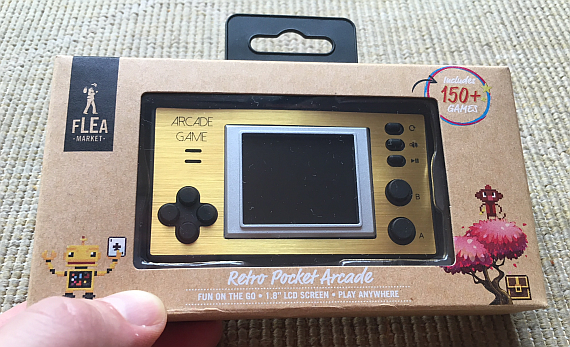 FLEA
-MARKET-
Includes
150+
GAMES
ARCADE
GAME
B
A
Retro Pocket Arcade
FUN ON THE GO • 1.8" LCD SCREEN • PLAY ANYWHERE